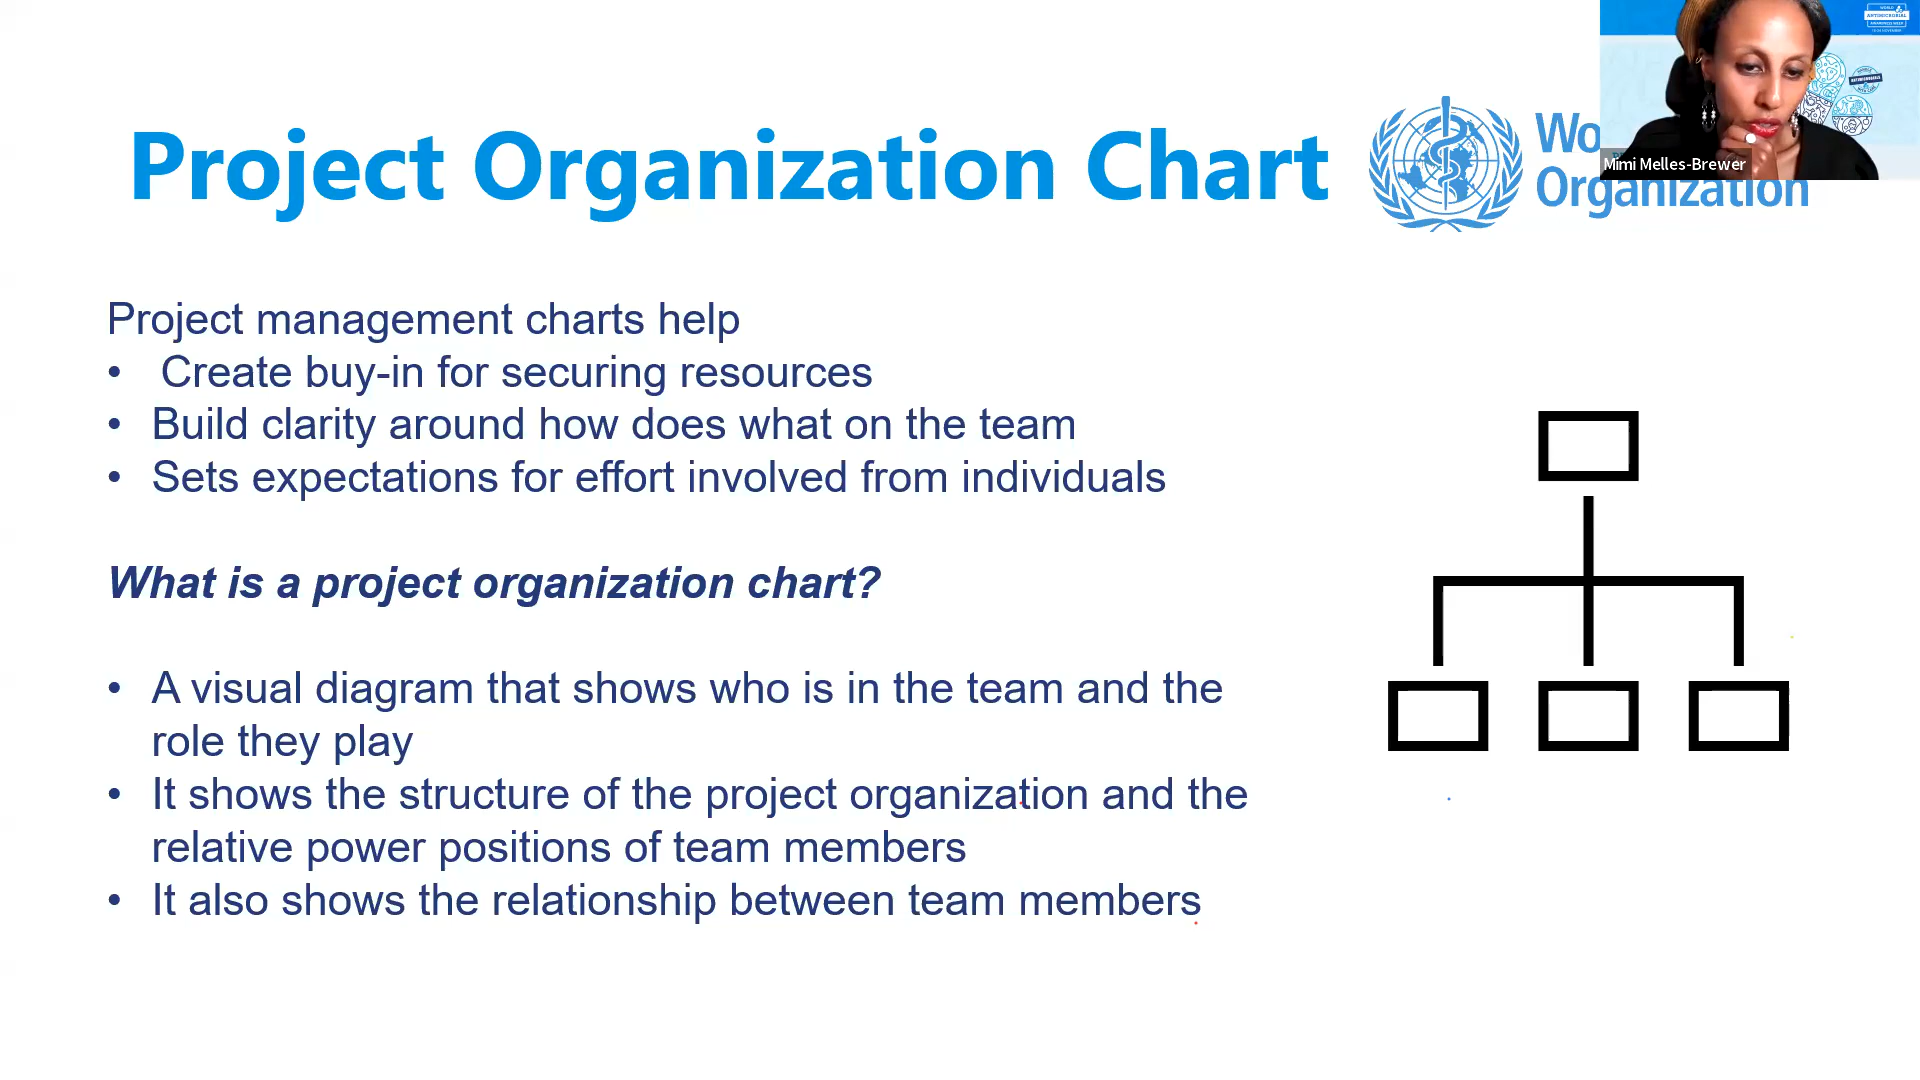 WORLD
ANTIMICROBIAL
AWARENESS WEEK
Project Organization Chart
Wo
Organization
Mimi Melles-Brewer
Project management charts help
• Create buy-in for securing resources
• Build clarity around how does what on the team
• Sets expectations for effort involved from individuals
What is a project organization chart?
• A visual diagram that shows who is in the team and the
role they play
• It shows the structure of the project organization and the
relative power positions of team members
• It also shows the relationship between team members